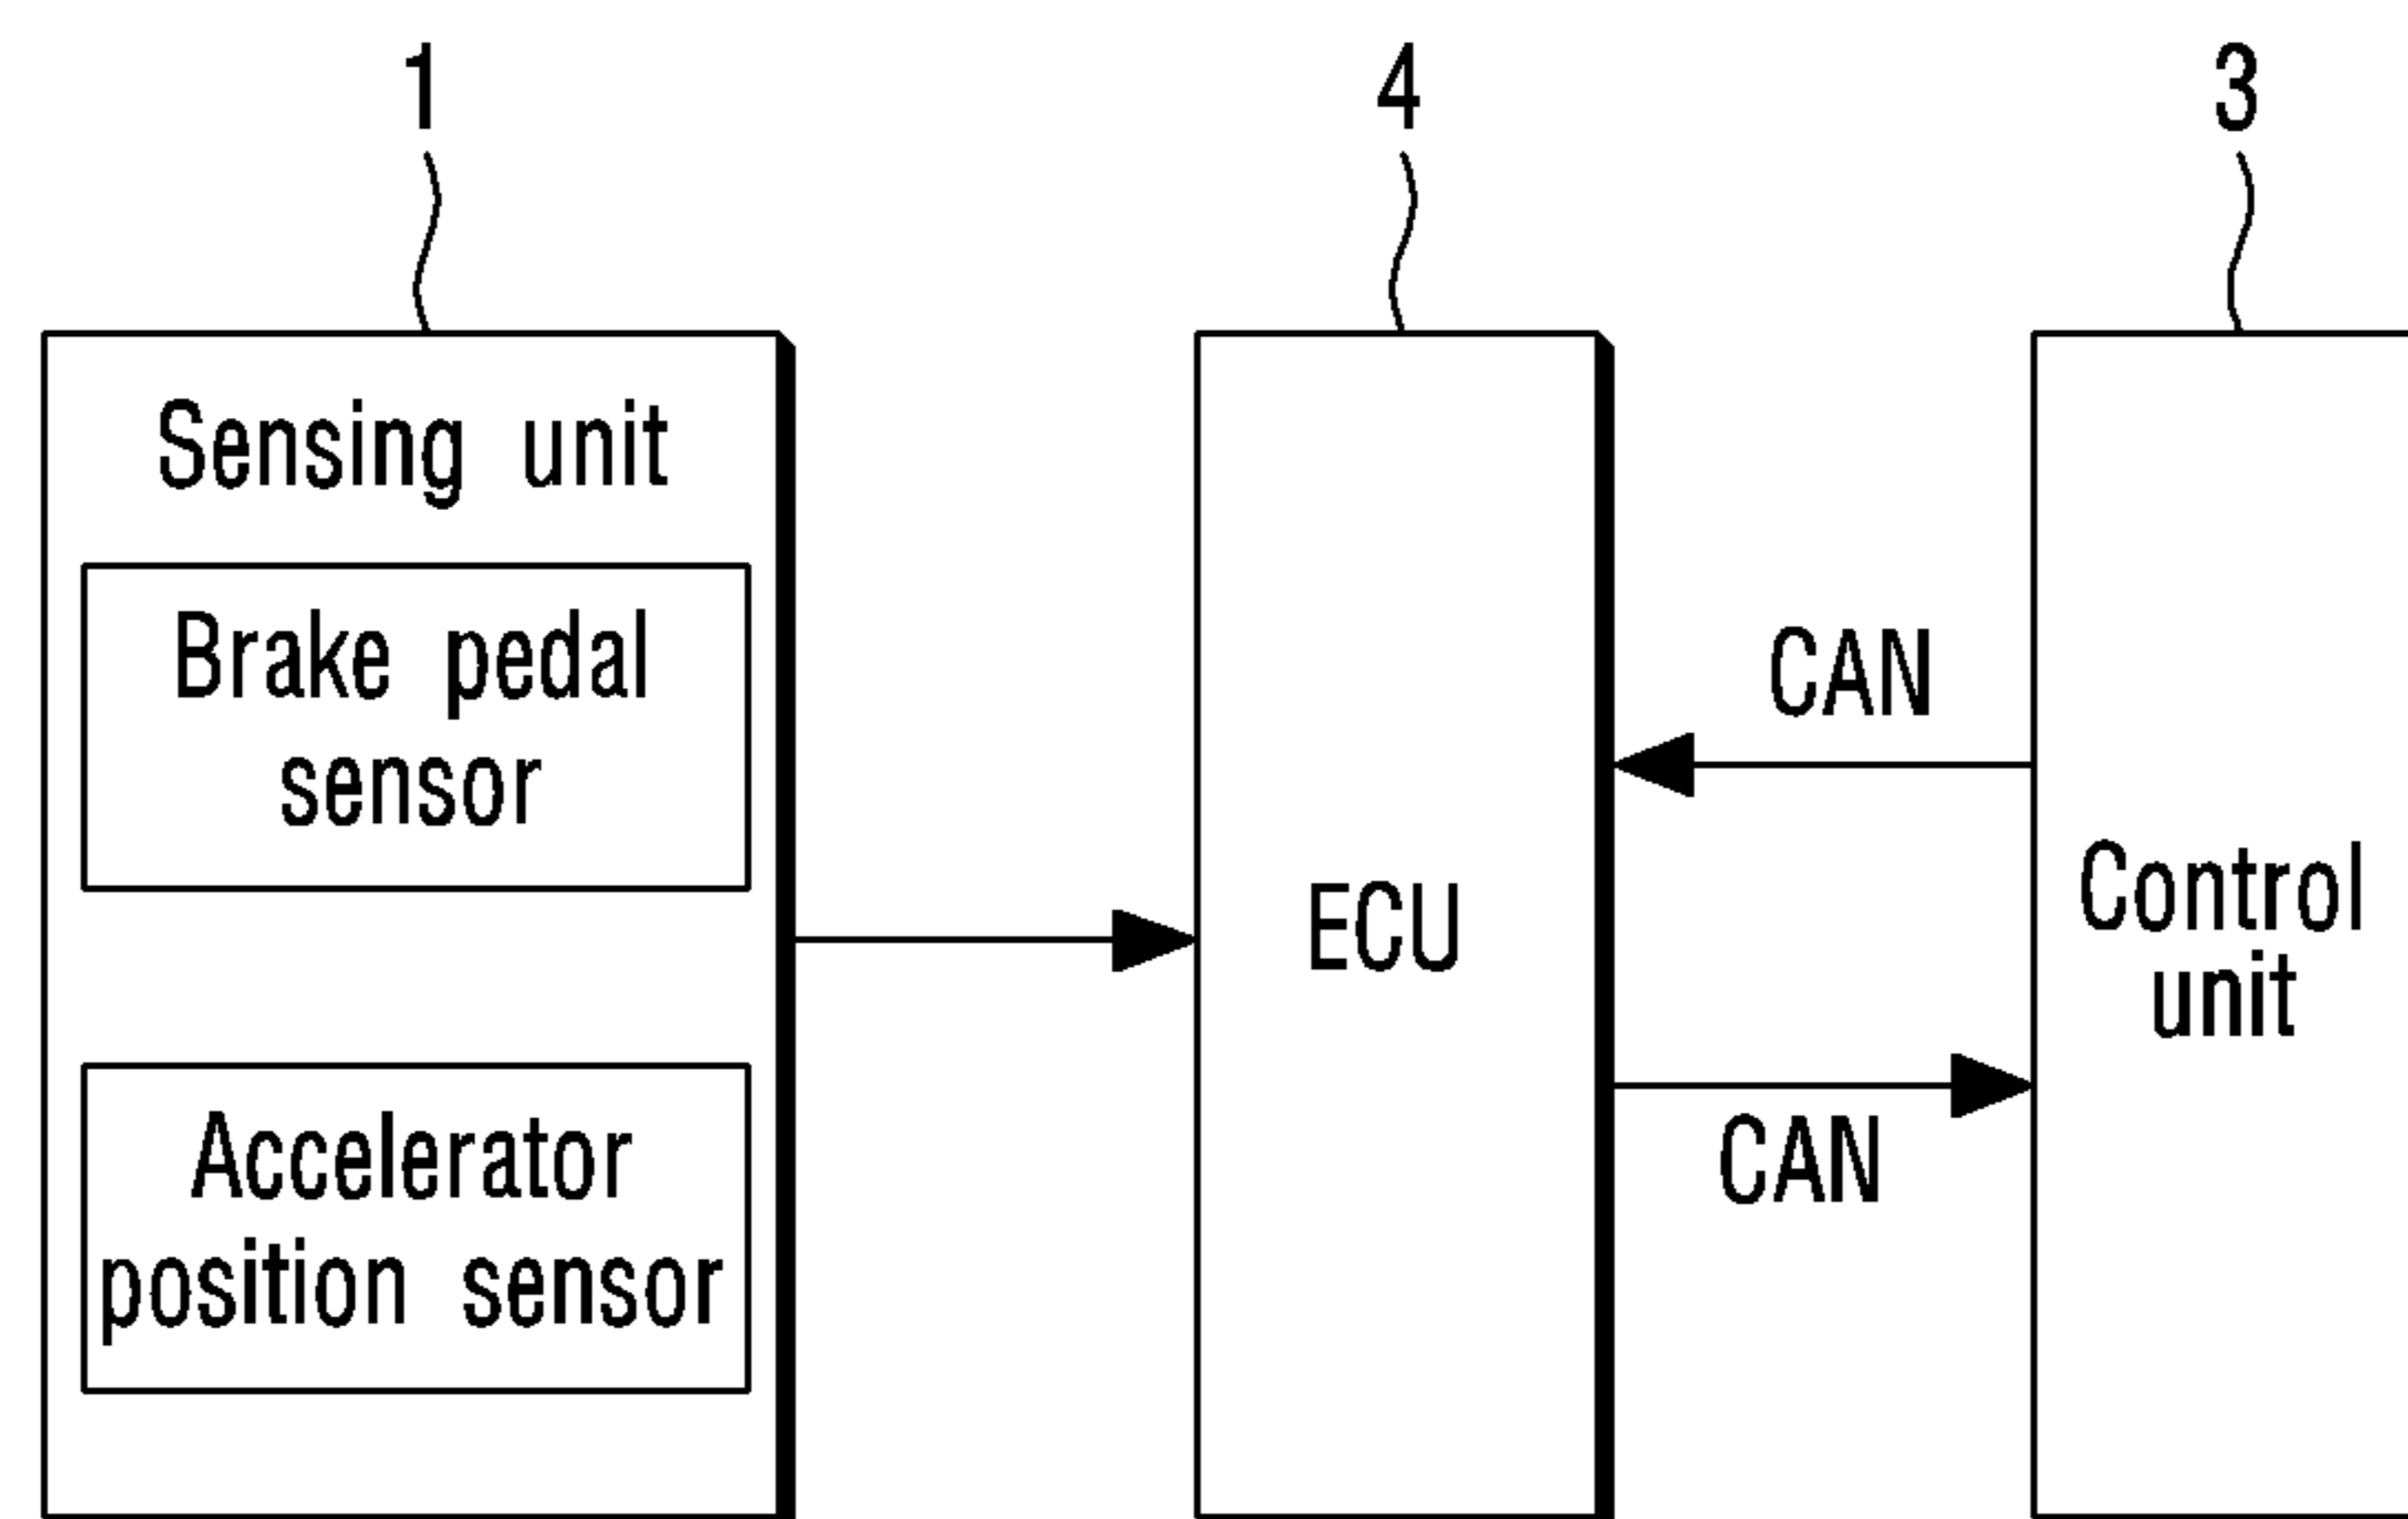 1
4
3
Sensing unit
Brake pedal
sensor
Accelerator
position sensor
ECU
CAN
CAN
Control
unit